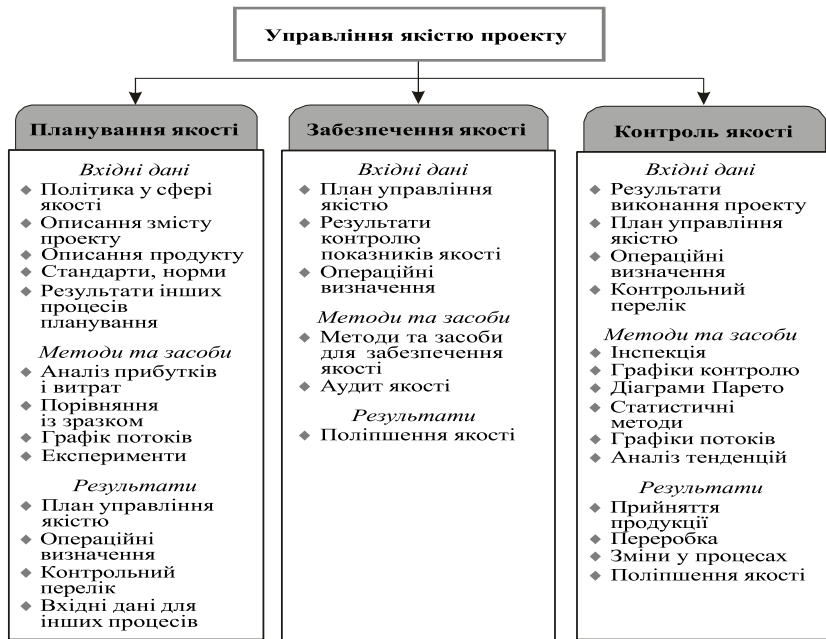 Управління якістю проекту
Планування якості
Вхідні дані
◆ Політика у сфері
якості
◆ Описання змісту
проекту
◆ Описання продукту
◆ Стандарти, норми
◆ Результати інших
процесів
планування
Методи та засоби
◆ Аналіз прибутків
і витрат
◆ Порівняння
із зразком
◆ Графік потоків
◆ Експерименти
Результати
◆ План управління
якістю
◆ Операційні
визначення
◆ Контрольний
перелік
◆ Вхідні дані для
інших процесів
Забезпечення якості
Вхідні дані
◆ План управління
якістю
◆ Результати
контролю
показників якості
◆ Операційні
визначення
Методи та засоби
◆ Методи та засоби
для забезпечення
якості
◆ Аудит якості
Результати
◆ Поліпшення якості
Контроль якості
Вхідні дані
◆ Результати
виконання проекту
◆ План управління
якістю
◆ Операційні
визначення
◆ Контрольний
перелік
Методи та засоби
◆ Інспекція
◆ Графіки контролю
◆ Діаграми Парето
◆ Статистичні
методи
◆ Графіки потоків
◆ Аналіз тенденцій
Результати
◆ Прийняття
продукції
◆ Переробка
◆ Зміни у процесах
◆ Поліпшення якості